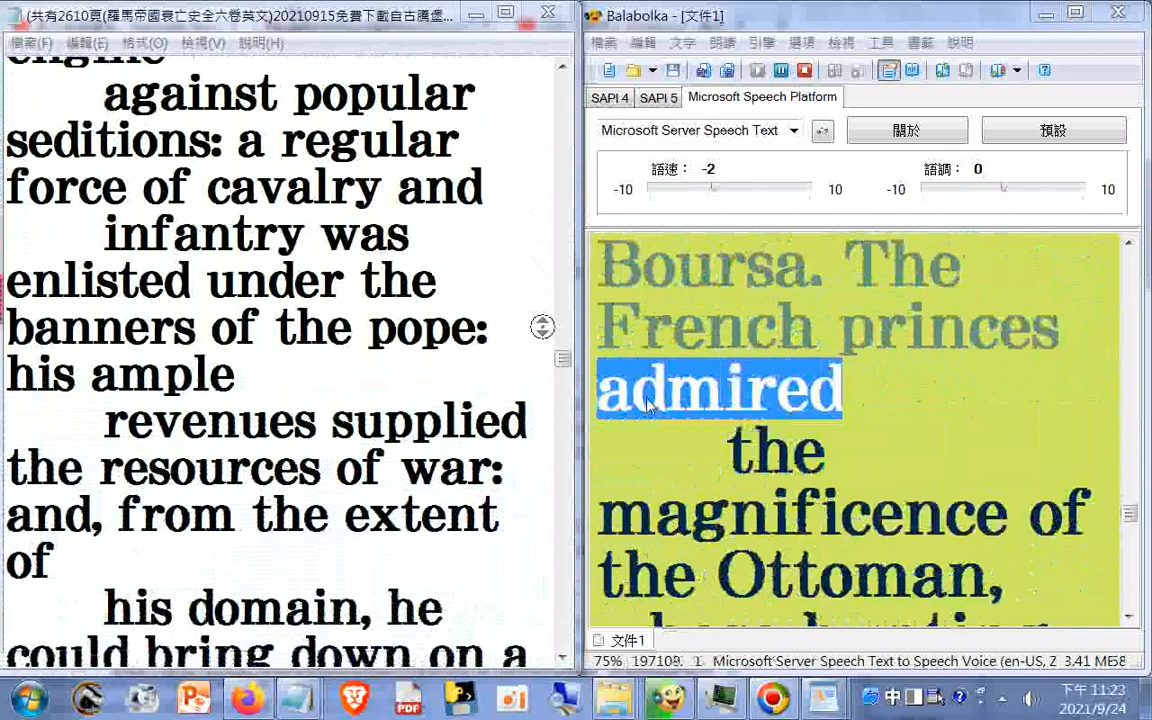 (共有2610頁(羅馬帝國衰亡史全六卷英文)20210915免費下載自古騰堡...
檔案(F) 編輯(E) 格式(O) 檢視(V) 說明(H)
engine
against popular
seditions: a regular
force of cavalry and
infantry was
enlisted under the
banners of the pope:
his ample
revenues supplied
the resources of war:
and, from the extent
of
his domain, he
could bring down on a
Balabolka - [文件1]
檔案 編輯 文字 朗讀 引擎 選項 檢視 工具 書籤 說明
SAPI 4 SAPI 5 Microsoft Speech Platform
Microsoft Server Speech Text 關於 預設
語速： -2 語調： 0
-10 10 -10 10
Boursa. The
French princes
admired
the
magnificence of
the Ottoman,
文件1
75% 197109. Microsoft Server Speech Text to Speech Voice (en-US, Z 3.41 ME58
中
下午 11:23
2021/9/24